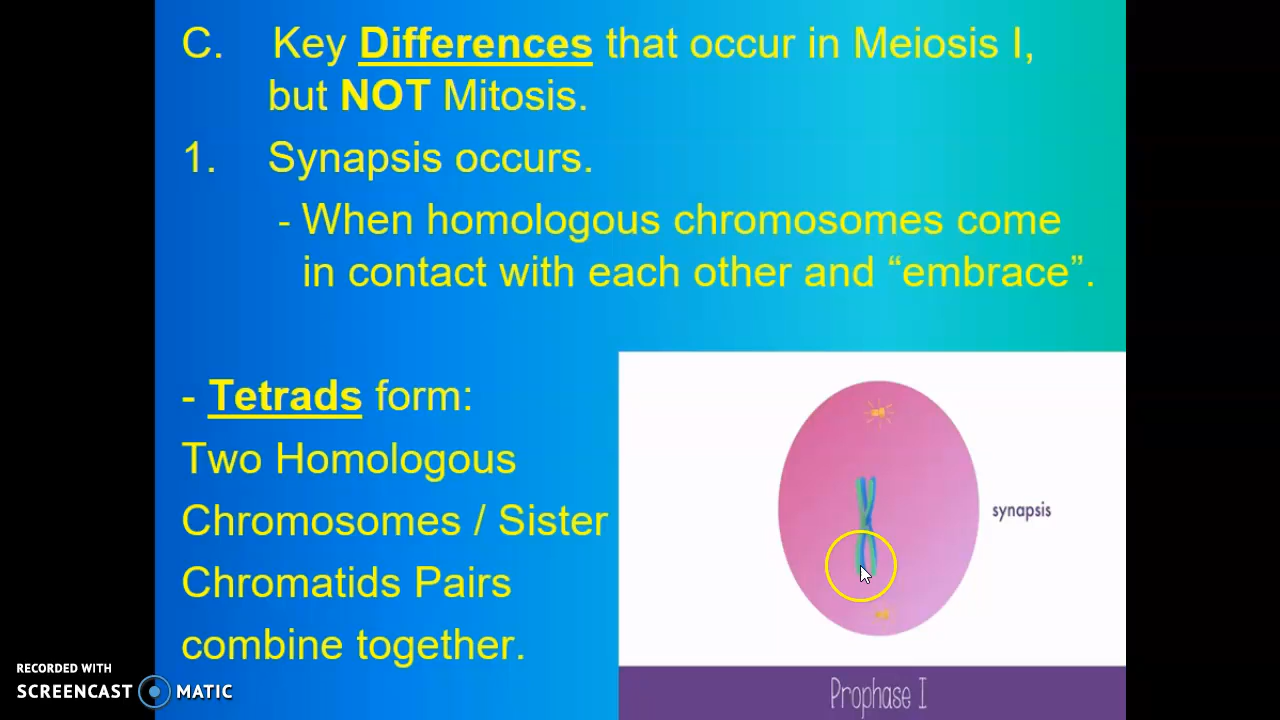 C. Key Differences that occur in Meiosis I,
but NOT Mitosis.
1. Synapsis occurs.
- When homologous chromosomes come
in contact with each other and “embrace”.
- Tetrads form:
Two Homologous
Chromosomes / Sister
Chromatids Pairs
combine together.
synapsis
Prophase I
RECORDED WITH
SCREENCAST MATIC